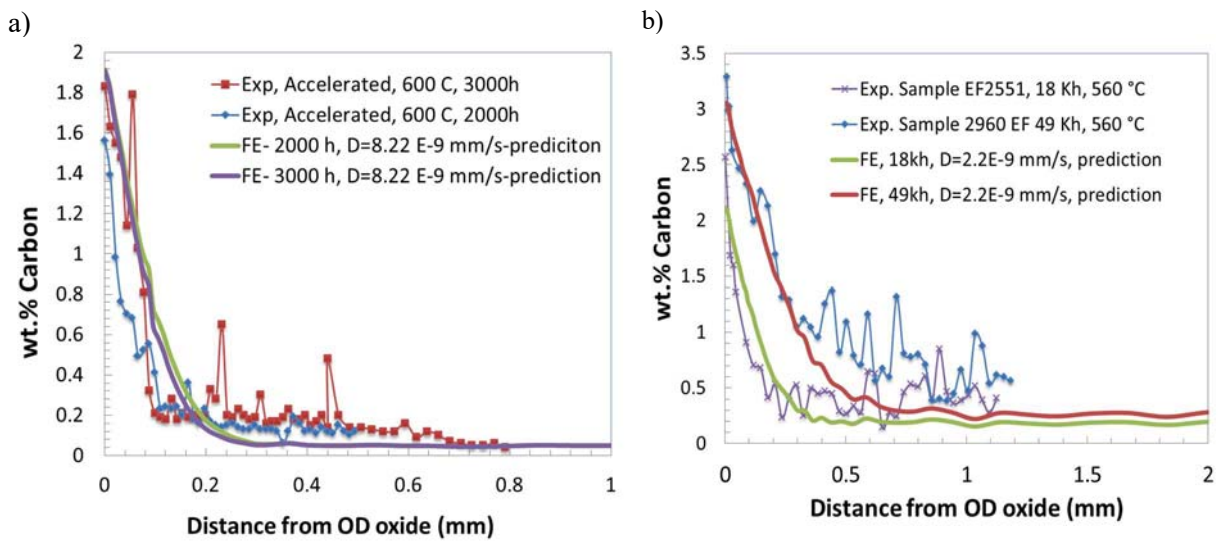 a)
2
1.8
1.6
1.4
1.2
1
0.8
0.6
0.4
0.2
0
wt.% Carbon
Exp, Accelerated, 600 C, 3000h
Exp, Accelerated, 600 C, 2000h
FE- 2000 h, D=8.22 E-9 mm/s-prediciton
FE- 3000 h, D=8.22 E-9 mm/s-prediction
0 0.2 0.4 0.6 0.8 1
Distance from OD oxide (mm)
b)
3.5
3
2.5
2
1.5
1
0.5
0
wt.% Carbon
Exp. Sample EF2551, 18 Kh, 560 °C
Exp. Sample 2960 EF 49 Kh, 560 °C
FE, 18kh, D=2.2E-9 mm/s, prediction
FE, 49kh, D=2.2E-9 mm/s, prediction
0 0.5 1 1.5 2
Distance from OD oxide (mm)